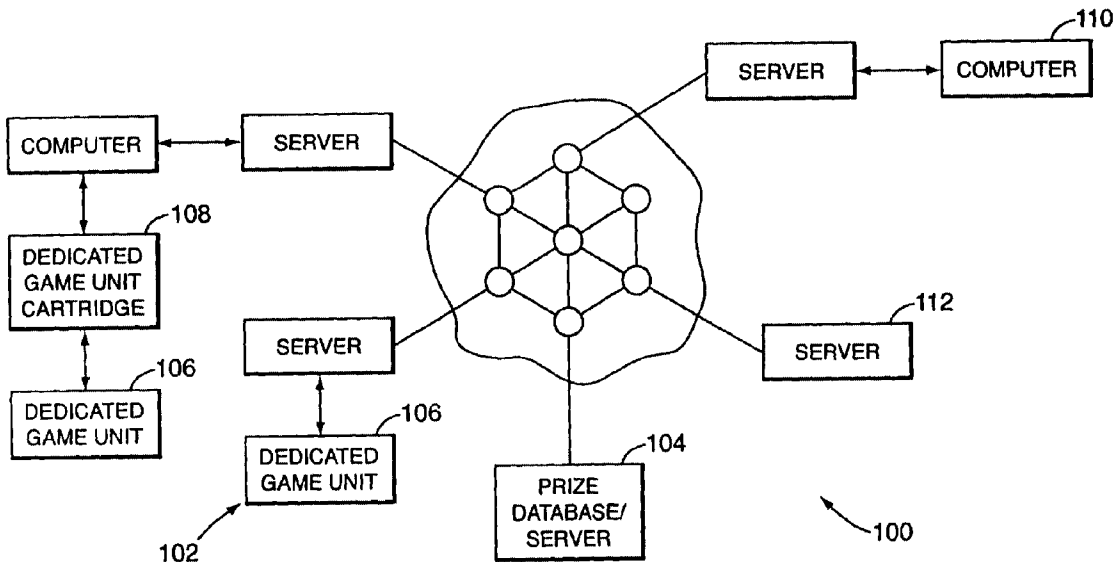 110
SERVER
COMPUTER
COMPUTER
SERVER
108
DEDICATED
GAME UNIT
CARTRIDGE
106
DEDICATED
GAME UNIT
SERVER
106
DEDICATED
GAME UNIT
102
112
SERVER
104
PRIZE
DATABASE/
SERVER
100